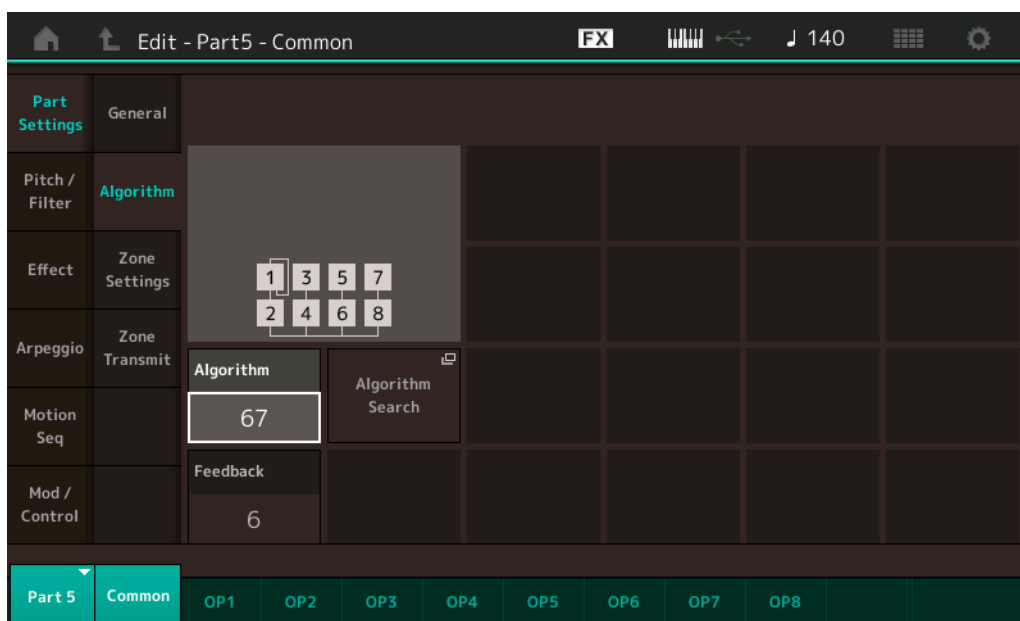 Edit - Part5 - Common
FX
140
Part
Settings
General
Pitch /
Filter
Algorithm
Effect
Zone
Settings
1 3 5 7
2 4 6 8
Arpeggio
Zone
Transmit
Algorithm
67
Algorithm
Search
Motion
Seq
Feedback
6
Mod /
Control
Part 5
Common
OP1 OP2 OP3 OP4 OP5 OP6 OP7 OP8